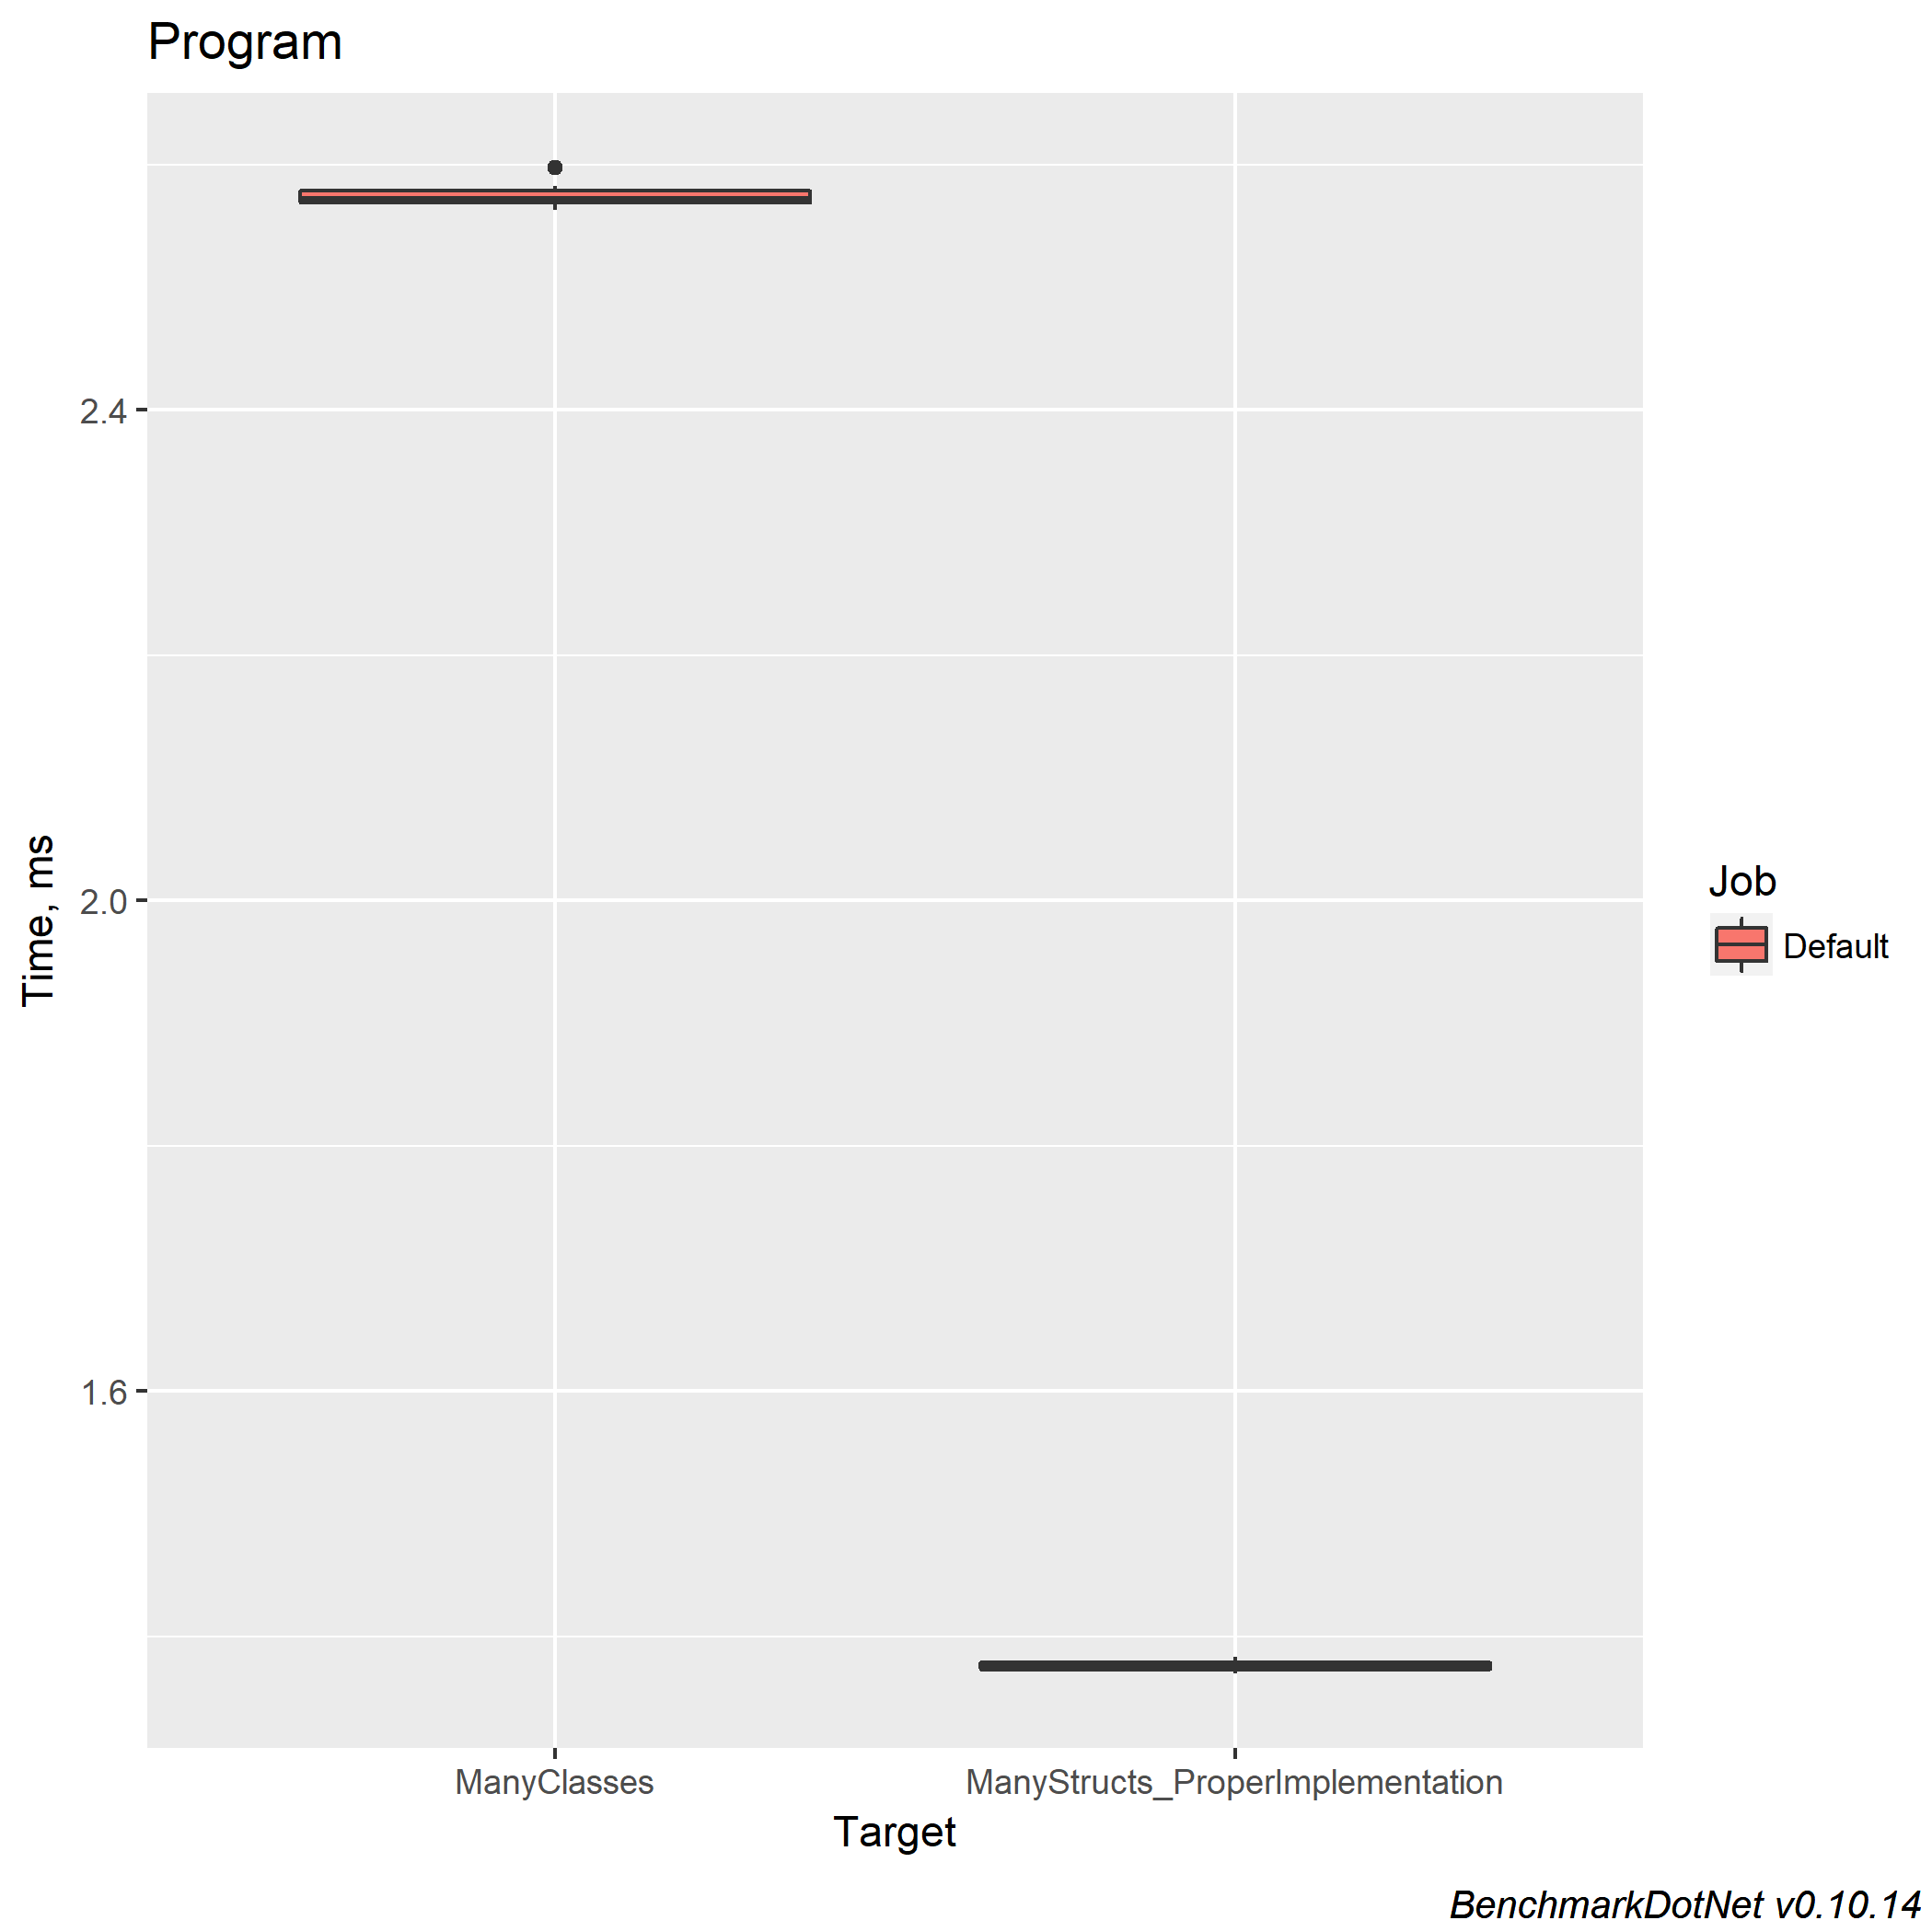 Program
Time, ms
2.4
2.0
1.6
ManyClasses
ManyStructs_ProperImplementation
Target
Job
Default
BenchmarkDotNet v0.10.14